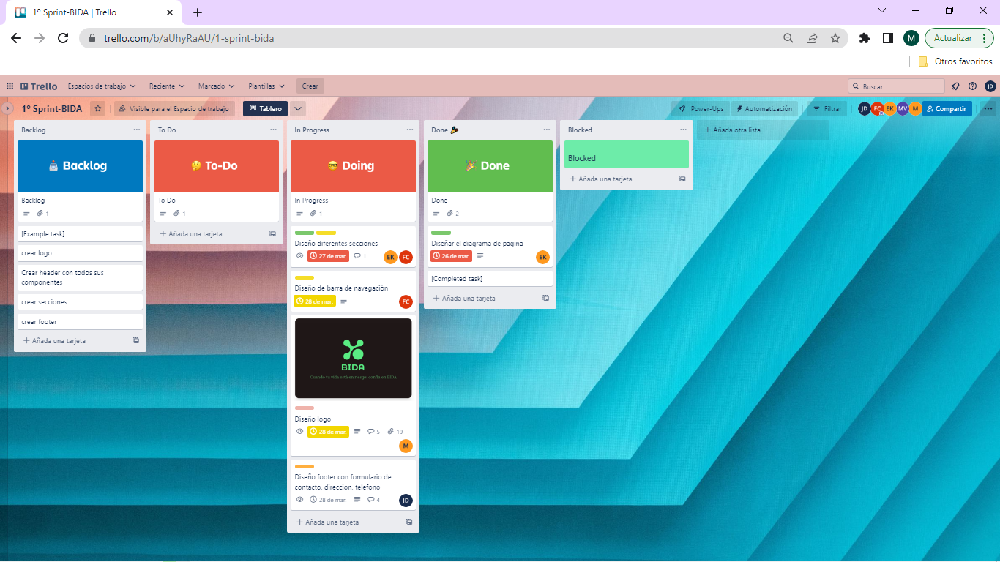 1º Sprint-BIDA | Trello
trello.com/b/aUhyRaAU/1-sprint-bida
M
Actualizar
Otros favoritos
Trello
Espacios de trabajo
Reciente
Marcado
Plantillas
Crear
Buscar
JD
1º Sprint-BIDA
Visible para el Espacio de trabajo
Tablero
Power-Ups
Automatización
Filtrar
JD
FC
EK
MV
M
Compartir
Backlog
Backlog
Backlog
1
[Example task]
crear logo
Crear header con todos sus
componentes
crear secciones
crear footer
Añada una tarjeta
To Do
To-Do
To Do
1
Añada una tarjeta
In Progress
Doing
In Progress
1
Diseño diferentes secciones
27 de mar.
1
EK
FC
Diseño de barra de navegación
28 de mar.
FC
BIDA
Cuando tu vida está en riesgo: confía en BIDA
Diseño logo
28 de mar.
5
19
M
Diseño footer con formulario de
contacto, direccion, telefono
28 de mar.
4
JD
Añada una tarjeta
Done
Done
Done
2
Diseñar el diagrama de pagina
26 de mar.
EK
[Completed task]
Añada una tarjeta
Blocked
Blocked
Añada una tarjeta
Añada otra lista